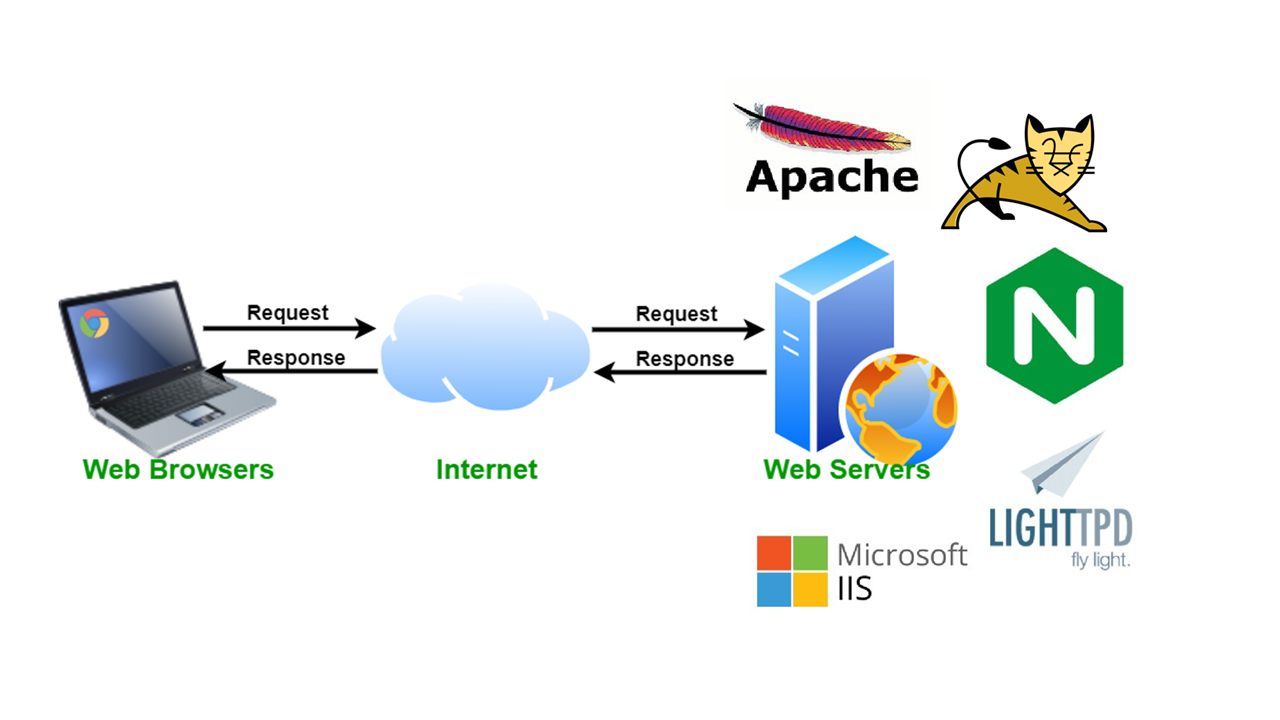 Apache
Request
Response
Request
Response
N
Web Browsers
Internet
Web Servers
LIGHTTPD
fly light.
Microsoft
IIS